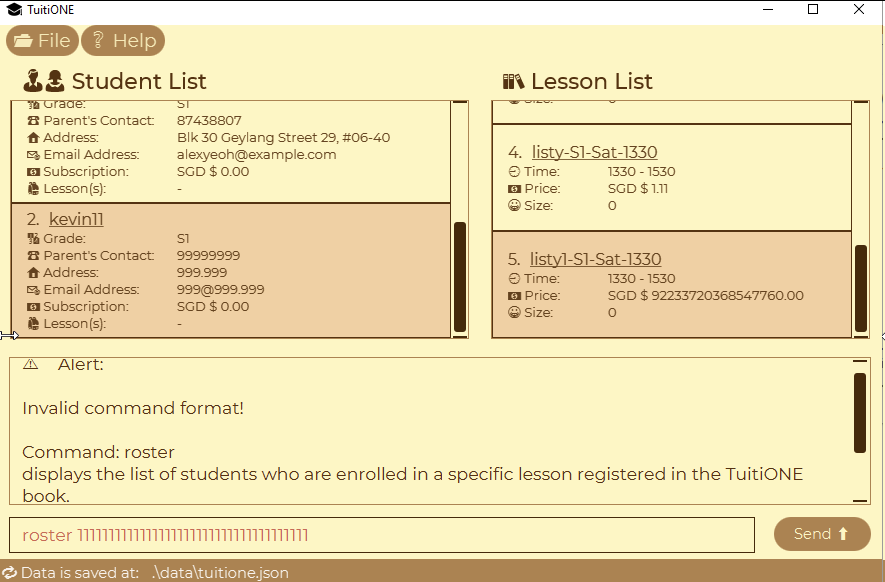 TuitiONE
File
Help
Student List
Grade: S1
Parent's Contact: 87438807
Address: Blk 30 Geylang Street 29, #06-40
Email Address: alexyeoh@example.com
Subscription: SGD $ 0.00
Lesson(s): -
2. kevin11
Grade: S1
Parent's Contact: 99999999
Address: 999.999
Email Address: 999@999.999
Subscription: SGD $ 0.00
Lesson(s): -
Lesson List
Size: 0
4. listy-S1-Sat-1330
Time: 1330 - 1530
Price: SGD $ 1.11
Size: 0
5. listy1-S1-Sat-1330
Time: 1330 - 1530
Price: SGD $ 92233720368547760.00
Size: 0
Alert:
Invalid command format!
Command: roster
displays the list of students who are enrolled in a specific lesson registered in the TuitiONE
book.
roster
Send
Data is saved at: .\data\tuitione.json